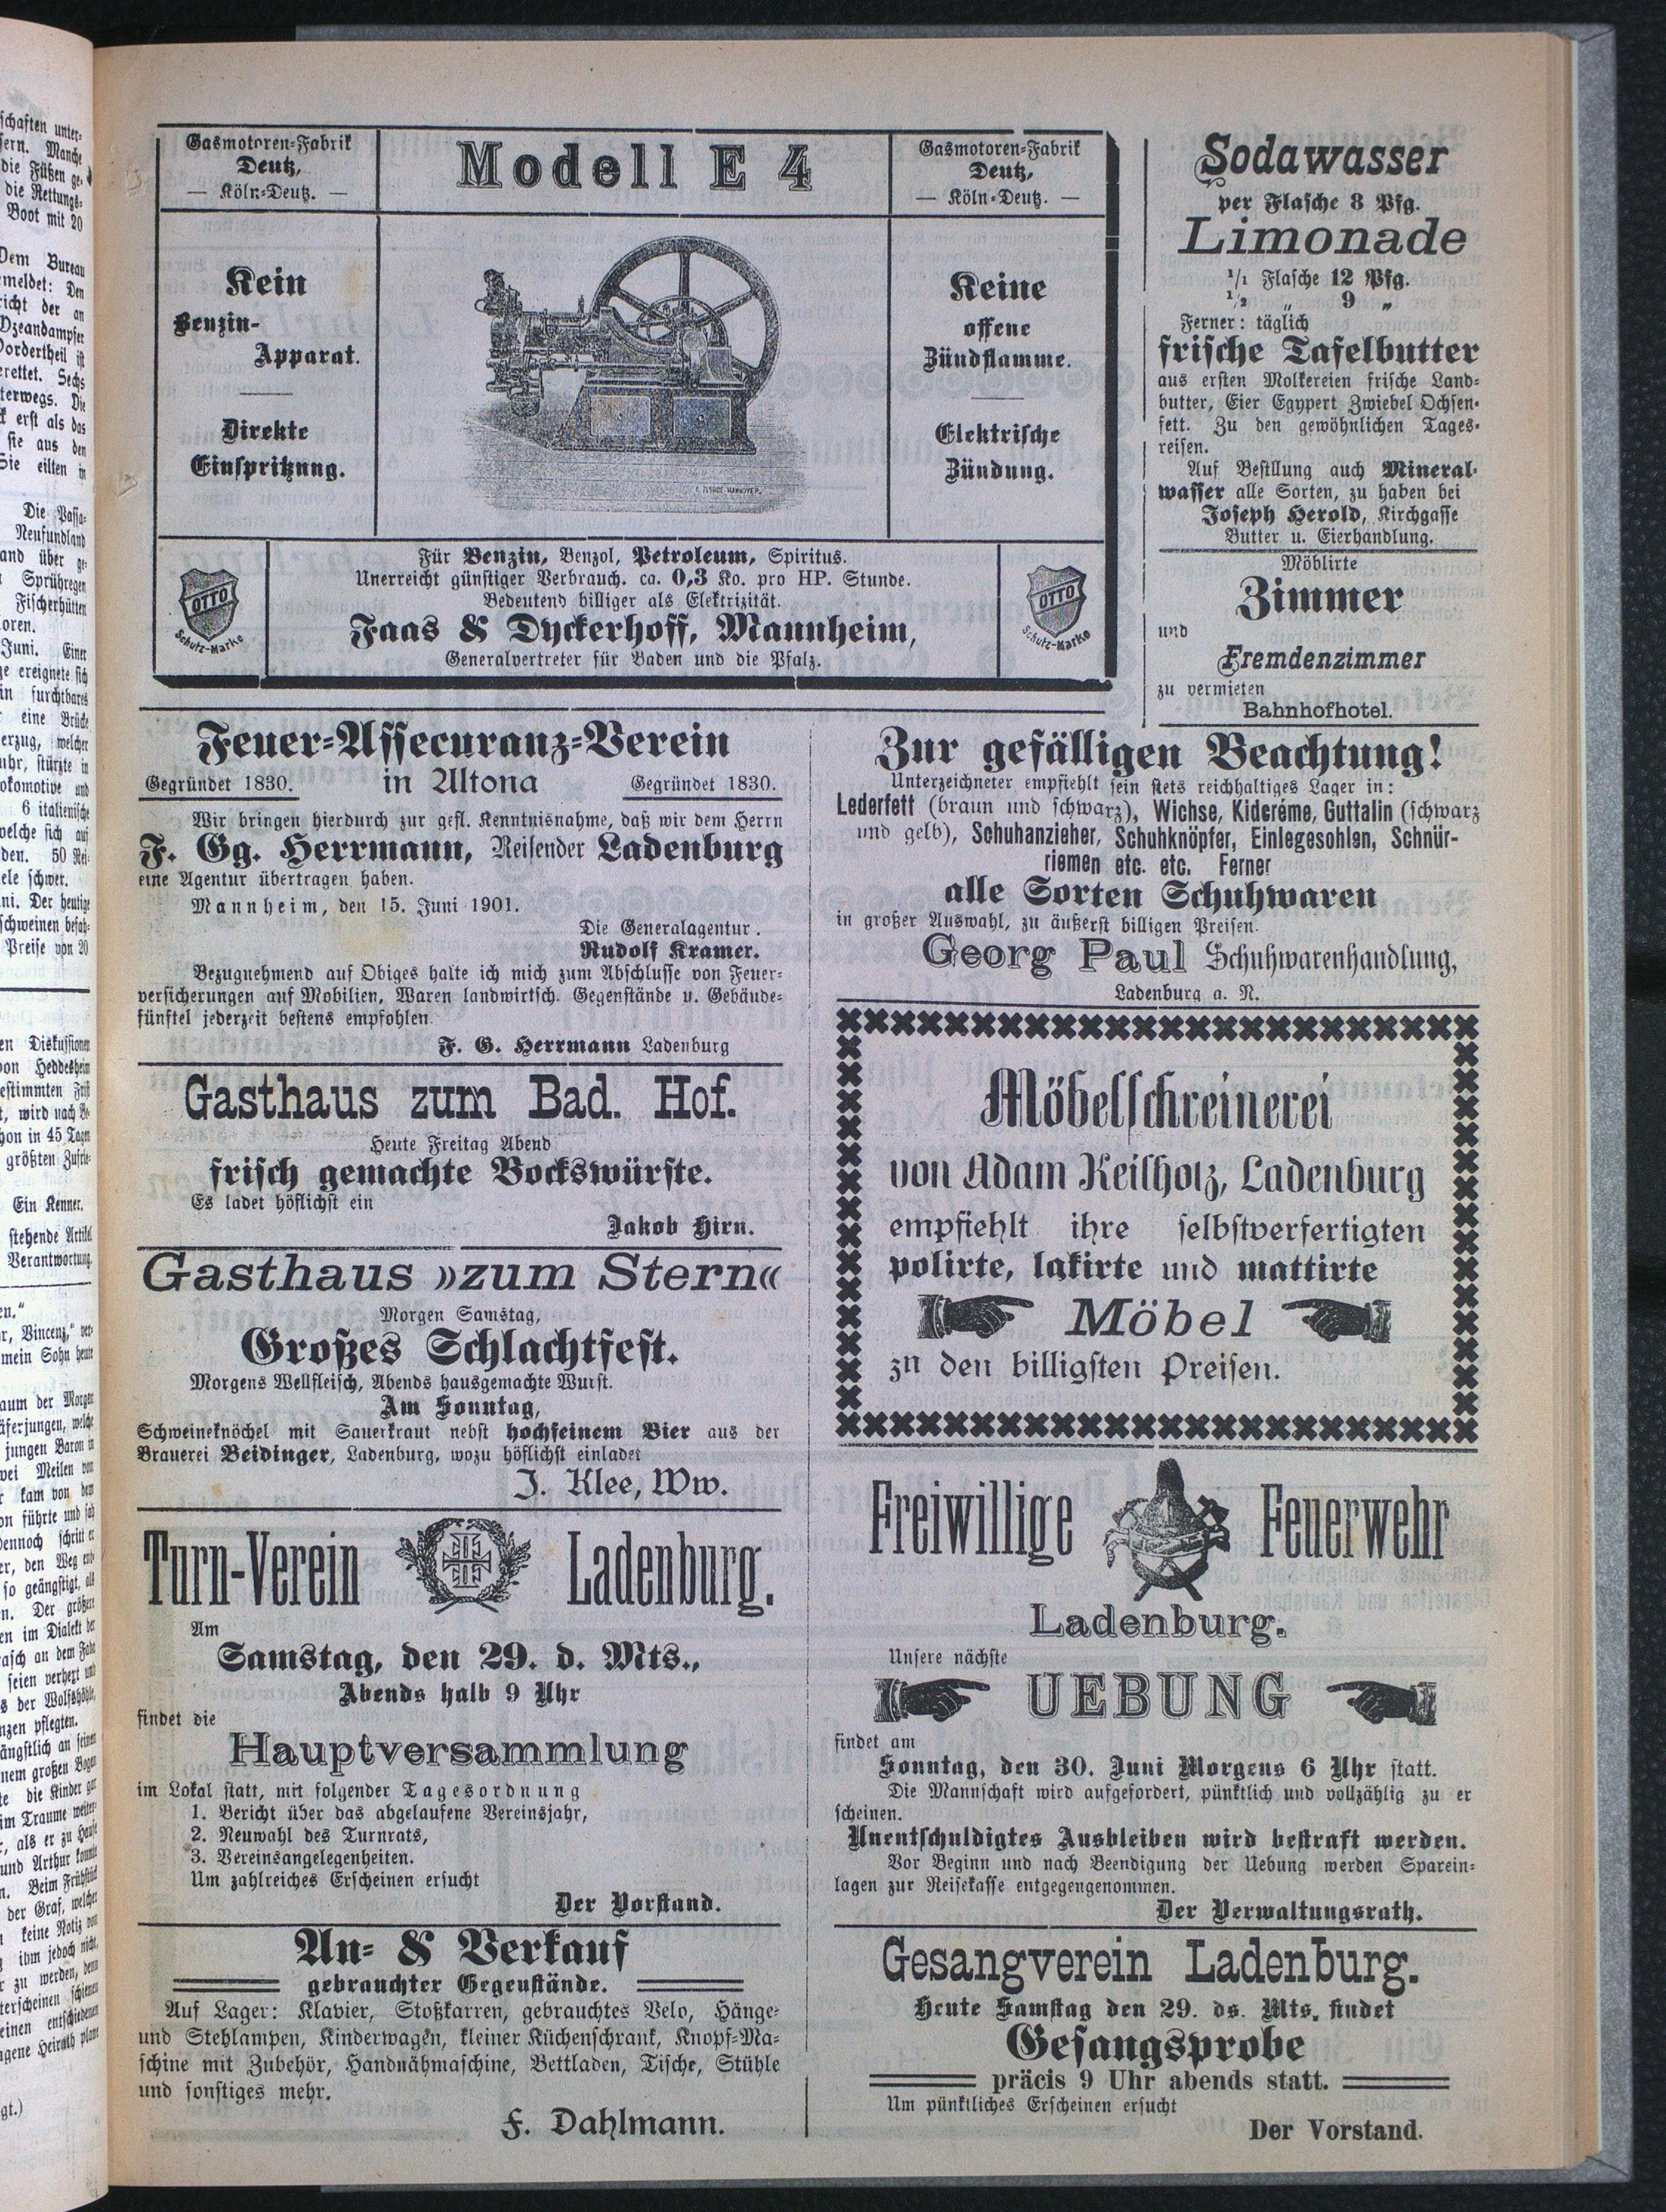 Gasmotoren-Fabrik
Deutz,
— Köln-Deutz. —
Modell E 4
Gasmotoren-Fabrik
Deutz,
— Köln-Deutz. —
Kein
Benzin-
Apparat.
Direkte
Einspritzung.
Keine
offene
Zündflamme.
Elektrische
Zündung.
OTTO
Schutz-Marke
Für Benzin, Benzol, Petroleum, Spiritus.
Unerreicht günstiger Verbrauch. ca. 0,3 Ko. pro HP. Stunde.
Bedeutend billiger als Elektrizität.
Faas & Dyckerhoff, Mannheim,
Generalvertreter für Baden und die Pfalz.
OTTO
Schutz-Marke
Sodawasser
per Flasche 8 Pfg.
Limonade
1/1 Flasche 12 Pfg.
1/2 „ 9 „
Ferner: täglich
frische Tafelbutter
aus ersten Molkereien frische Land-
butter, Eier Egypert Zwiebel Ochsen-
fett. Zu den gewöhnlichen Tages-
reisen.
Auf Bestllung auch Mineral-
wasser alle Sorten, zu haben bei
Joseph Herold, Kirchgasse
Butter u. Eierhandlung.
Möblirte
Zimmer
und
Fremdenzimmer
zu vermieten
Bahnhofhotel.
Feuer-Assecuranz-Verein
Gegründet 1830. in Altona Gegründet 1830.
Wir bringen hierdurch zur gefl. Kenntnisnahme, daß wir dem Herrn
F. Gg. Herrmann, Reisender Ladenburg
eine Agentur übertragen haben.
Mannheim, den 15. Juni 1901.
Die Generalagentur.
Rudolf Kramer.
Bezugnehmend auf Obiges halte ich mich zum Abschlusse von Feuer-
versicherungen auf Mobilien, Waren landwirtsch. Gegenstände u. Gebäude-
fünftel jederzeit bestens empfohlen.
F. G. Herrmann Ladenburg
Gasthaus zum Bad. Hof.
Heute Freitag Abend
frisch gemachte Bockswürste.
Es ladet höflichst ein
Jakob Hirn.
Gasthaus »zum Stern«
Morgen Samstag,
Großes Schlachtfest.
Morgens Wellfleisch, Abends hausgemachte Wurst.
Am Sonntag,
Schweineknöchel mit Sauerkraut nebst hochfeinem Bier aus der
Brauerei Beidinger, Ladenburg, wozu höflichst einladet
J. Klee, Ww.
Turn-Verein Ladenburg.
Am
Samstag, den 29. d. Mts.,
Abends halb 9 Uhr
findet die
Hauptversammlung
im Lokal statt, mit folgender Tagesordnung
1. Bericht über das abgelaufene Vereinsjahr,
2. Neuwahl des Turnrats,
3. Vereinsangelegenheiten.
Um zahlreiches Erscheinen ersucht
Der Vorstand.
An- & Verkauf
gebrauchter Gegenstände.
Auf Lager: Klavier, Stoßkarren, gebrauchtes Velo, Hänge-
und Stehlampen, Kinderwagen, kleiner Küchenschrank, Knopf-Ma-
schine mit Zubehör, Handnähmaschine, Bettladen, Tische, Stühle
und sonstiges mehr.
F. Dahlmann.
Zur gefälligen Beachtung!
Unterzeichneter empfiehlt sein stets reichhaltiges Lager in:
Lederfett (braun und schwarz), Wichse, Kidcréme, Guttalin (schwarz
und gelb), Schuhanzieher, Schuhknöpfer, Einlegesohlen, Schnür-
riemen etc. etc. Ferner
alle Sorten Schuhwaren
in großer Auswahl, zu äußerst billigen Preisen.
Georg Paul Schuhwarenhandlung,
Ladenburg a. N.
Möbelschreinerei
von Adam Keilholz, Ladenburg
empfiehlt ihre selbstverfertigten
polirte, lakirte und mattirte
Möbel
zu den billigsten Preisen.
Freiwillige Feuerwehr
Ladenburg.
Unsere nächste
UEBUNG
findet am
Sonntag, den 30. Juni Morgens 6 Uhr statt.
Die Mannschaft wird aufgefordert, pünktlich und vollzählig zu er
scheinen.
Unentschuldigtes Ausbleiben wird bestraft werden.
Vor Beginn und nach Beendigung der Uebung werden Sparein-
lagen zur Reisekasse entgegengenommen.
Der Verwaltungsrath.
Gesangverein Ladenburg.
Heute Samstag den 29. ds. Mts. findet
Gesangsprobe
präcis 9 Uhr abends statt.
Um pünktliches Erscheinen ersucht
Der Vorstand.